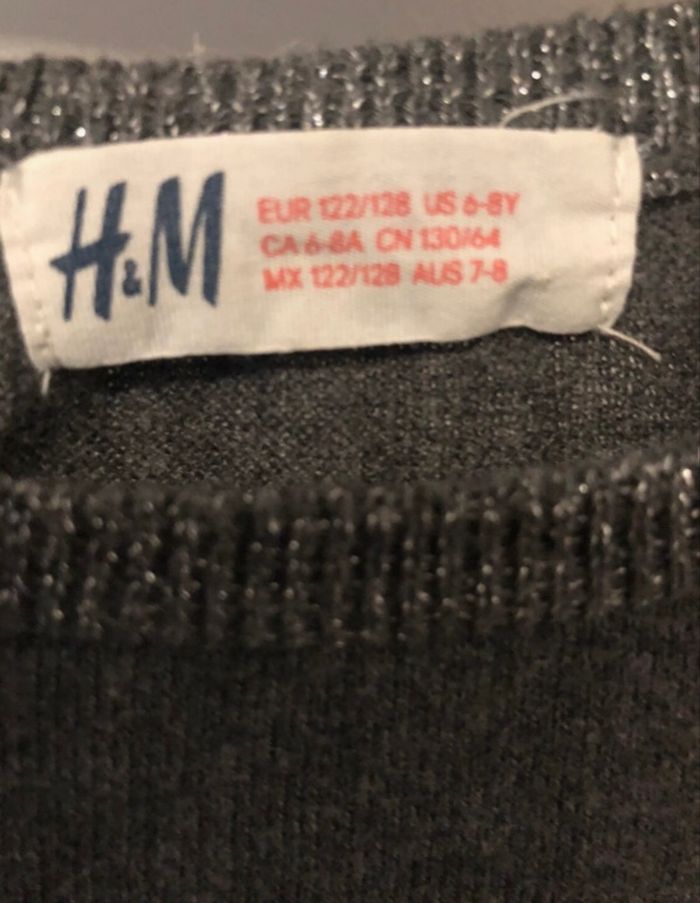 H&M
EUR 122/128 US 6-8Y
CA 6-8A CN 130/64
MX 122/128 AUS 7-8